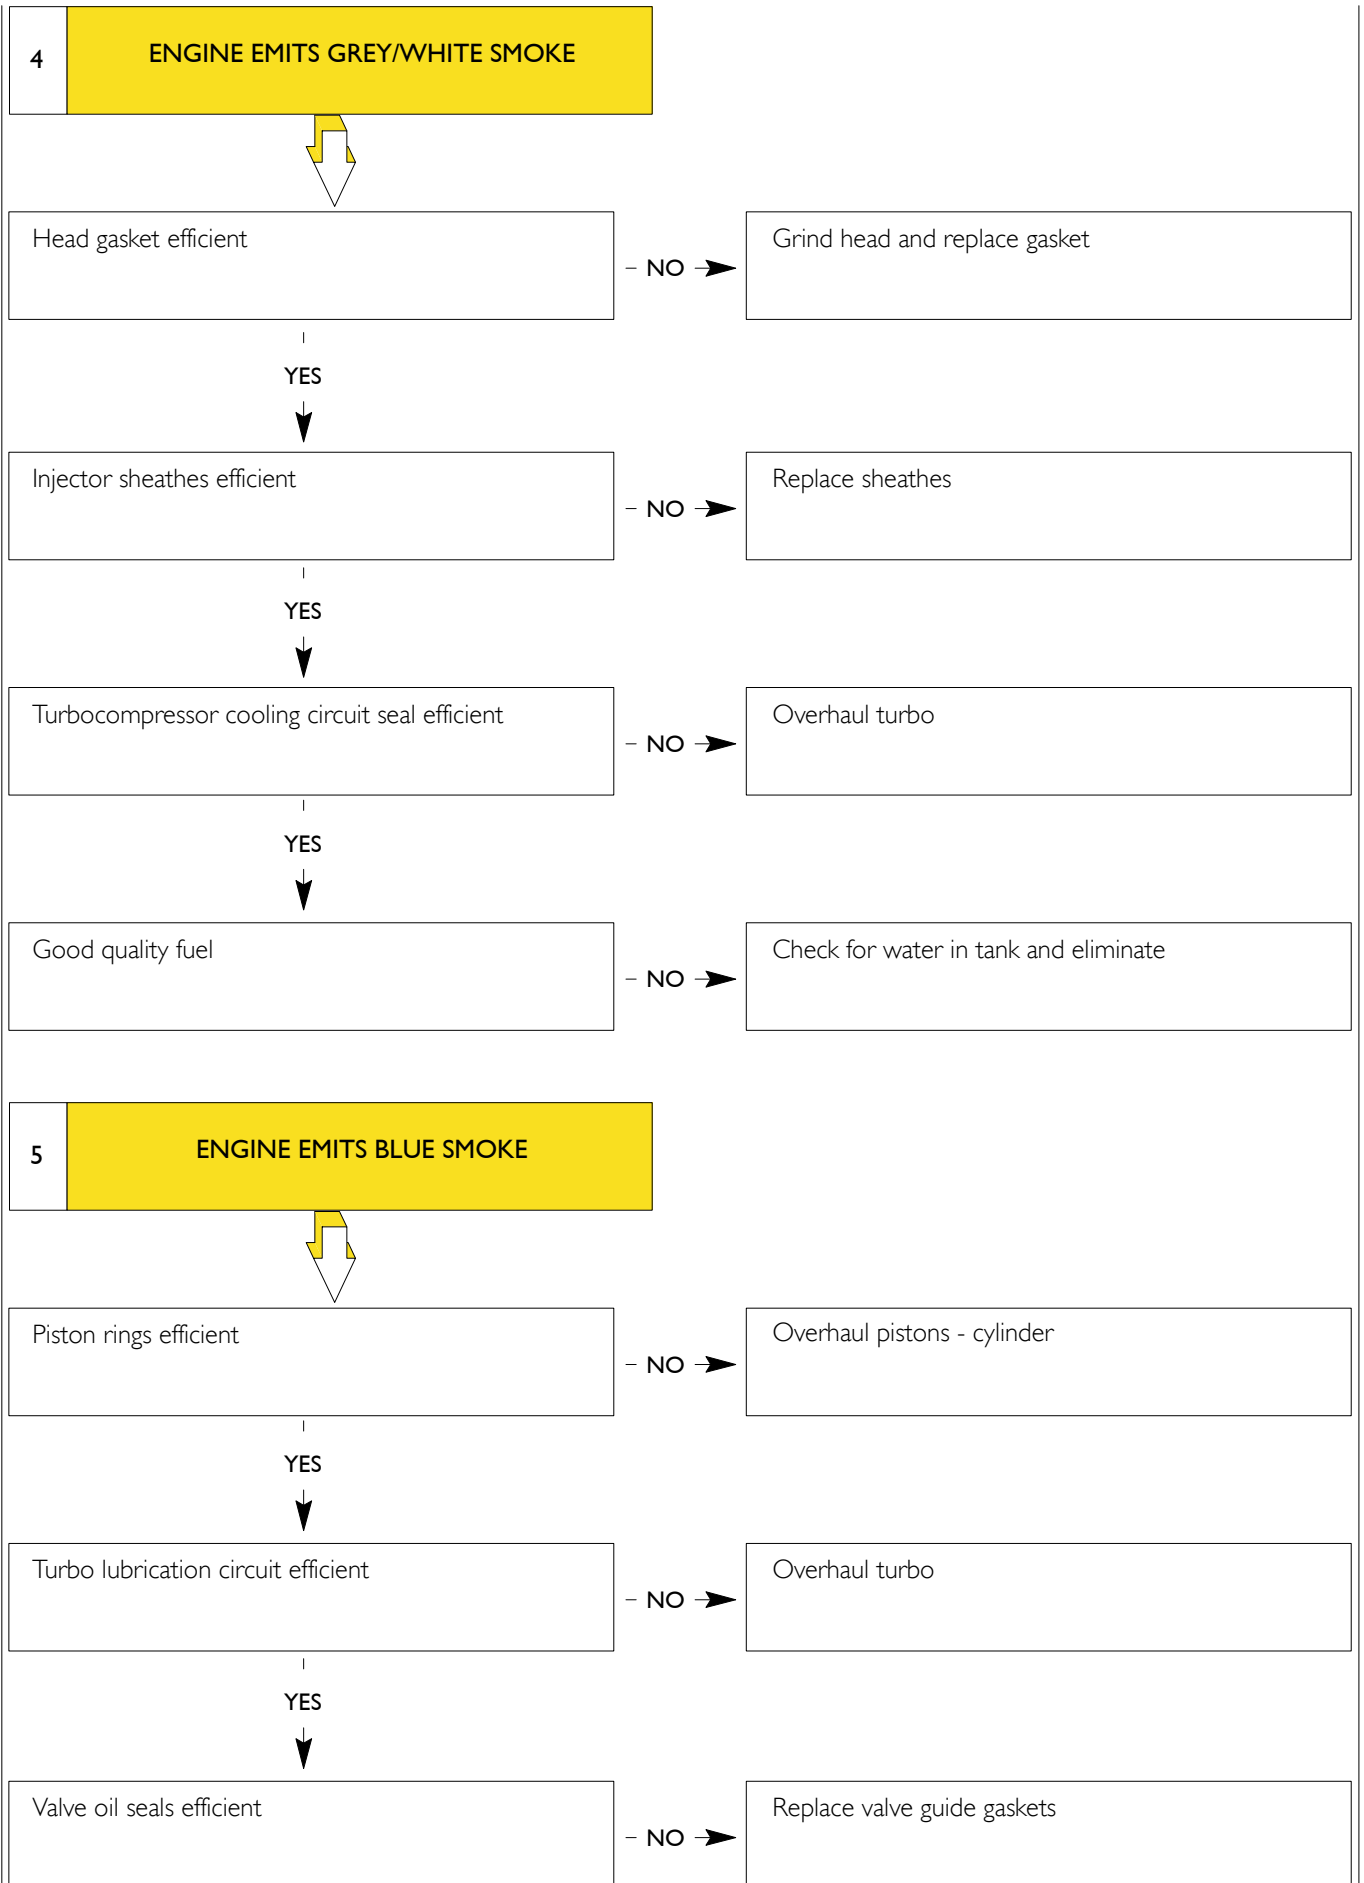 4
ENGINE EMITS GREY/WHITE SMOKE
Head gasket efficient
- NO
Grind head and replace gasket
YES
Injector sheathes efficient
- NO
Replace sheathes
YES
Turbocompressor cooling circuit seal efficient
- NO
Overhaul turbo
YES
Good quality fuel
- NO
Check for water in tank and eliminate
5
ENGINE EMITS BLUE SMOKE
Piston rings efficient
- NO
Overhaul pistons - cylinder
YES
Turbo lubrication circuit efficient
- NO
Overhaul turbo
YES
Valve oil seals efficient
- NO
Replace valve guide gaskets